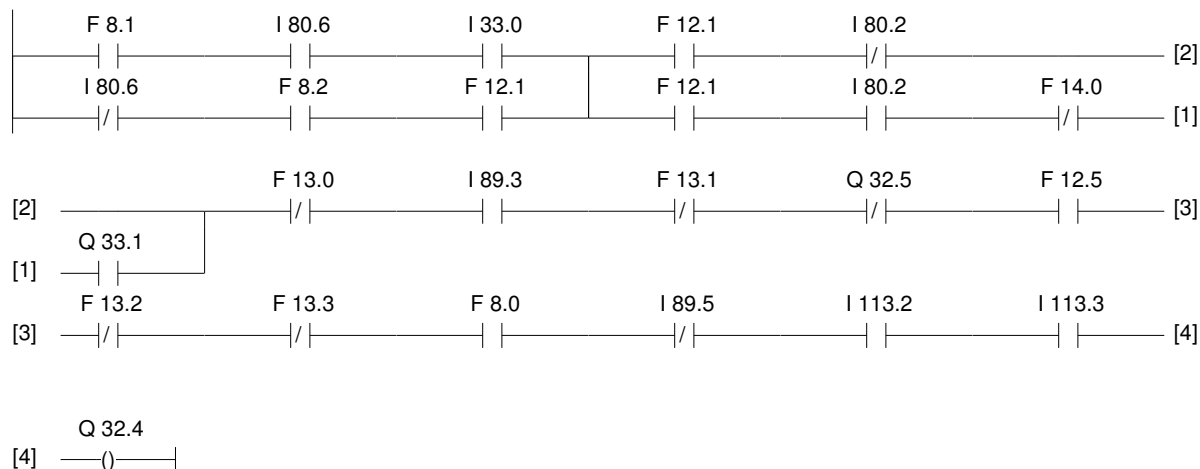 F 8.1 I 80.6 I 33.0 F 12.1 I 80.2
[2]
I 80.6 F 8.2 F 12.1 F 12.1 I 80.2 F 14.0
[1]
F 13.0 I 89.3 F 13.1 Q 32.5 F 12.5
[2] [3]
Q 33.1
[1]
F 13.2 F 13.3 F 8.0 I 89.5 I 113.2 I 113.3
[3] [4]
Q 32.4
[4] ()